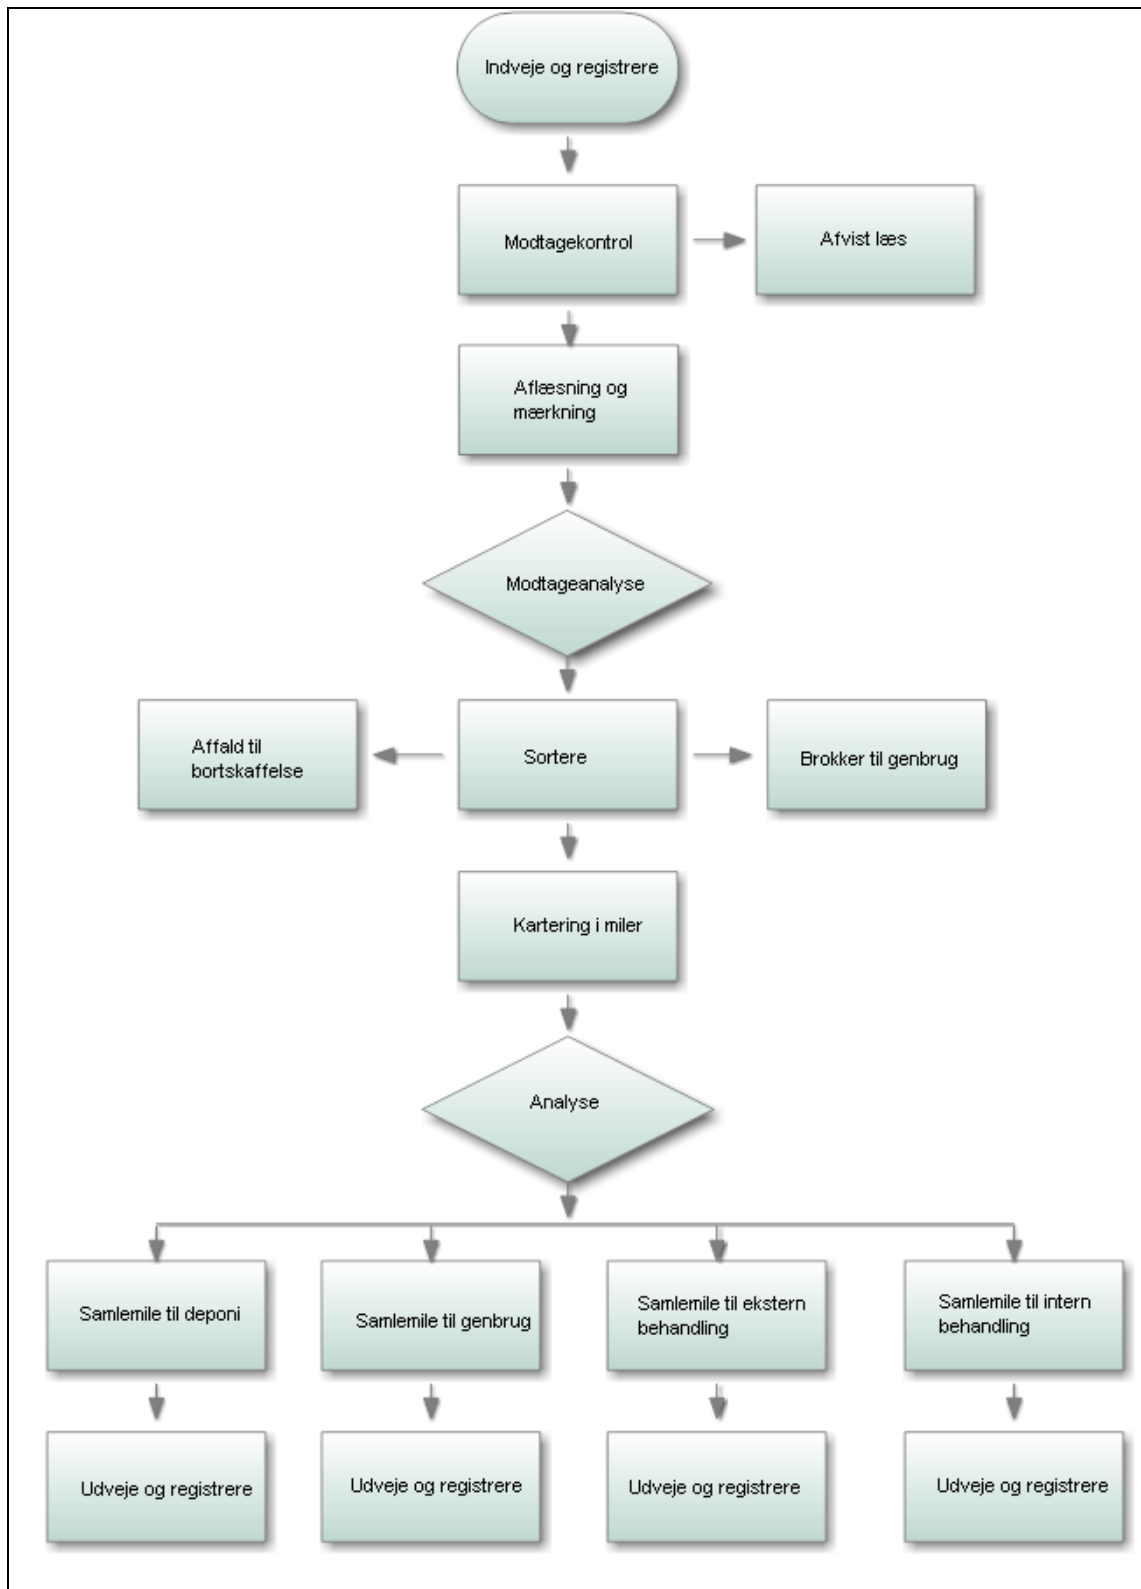 Indveje og registrere
Modtagekontrol
Afvist læs
Aflæsning og
mærkning
Modtageanalyse
Affald til
bortskaffelse
Sortere
Brokker til genbrug
Kartering i miler
Analyse
Samlemile til deponi
Samlemile til genbrug
Samlemile til ekstern
behandling
Samlemile til intern
behandling
Udveje og registrere
Udveje og registrere
Udveje og registrere
Udveje og registrere